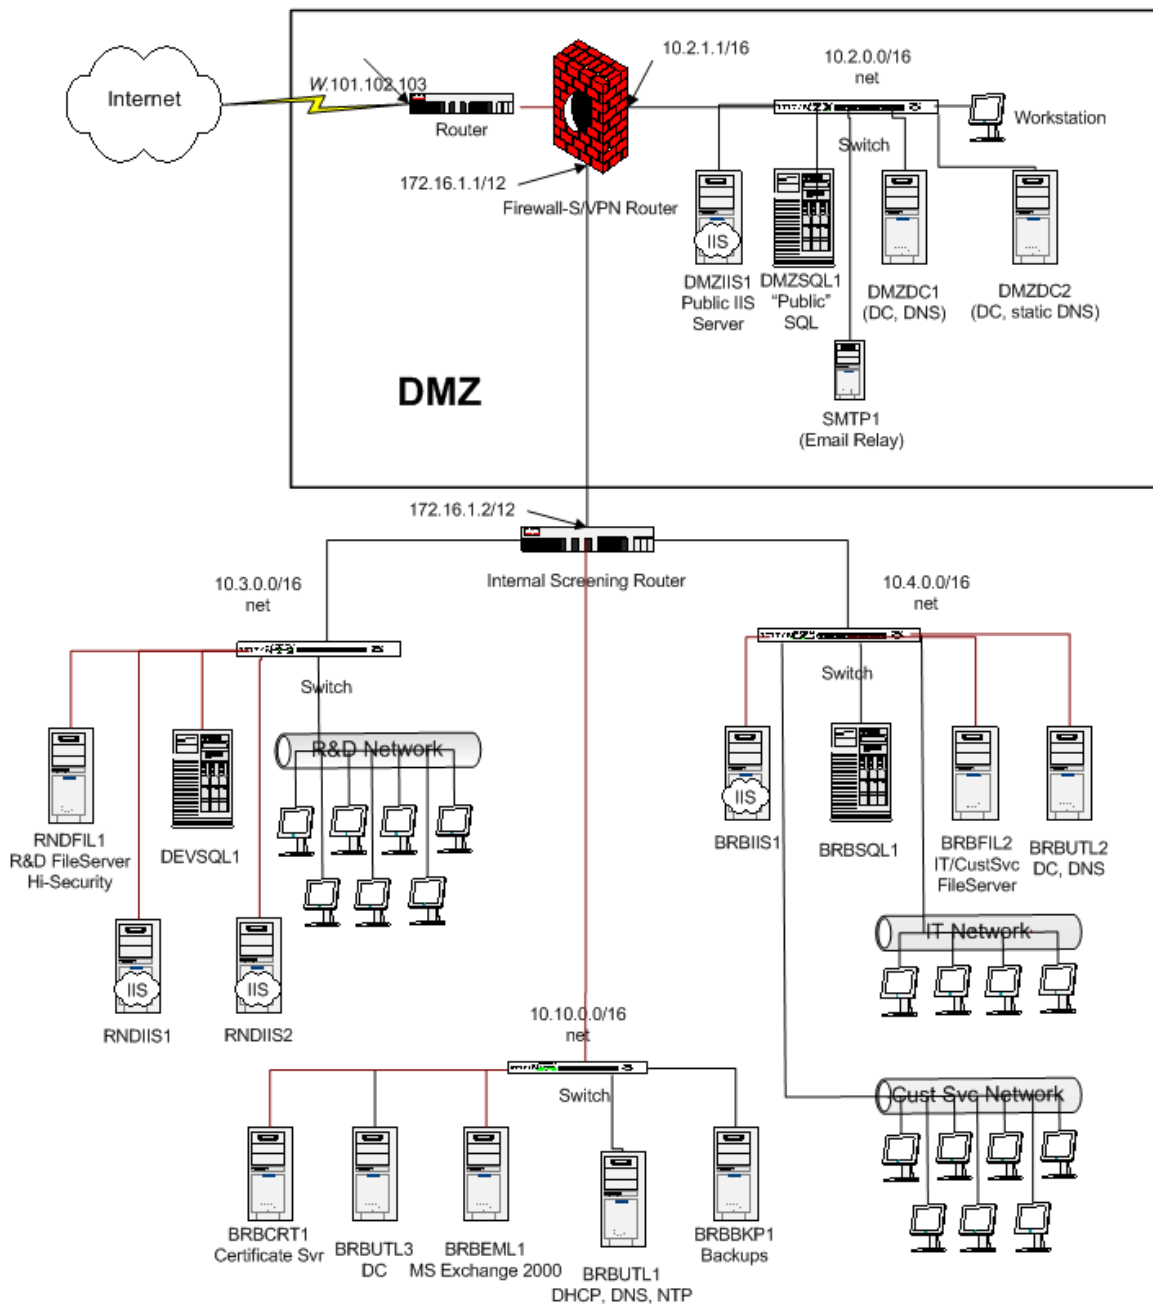 Internet
W.101.102.103
Router
10.2.1.1/16
10.2.0.0/16
net
Workstation
Switch
172.16.1.1/12
Firewall-S/VPN Router
IIS
DMZIIS1
Public IIS
Server
DMZSQL1
"Public"
SQL
DMZDC1
(DC, DNS)
DMZDC2
(DC, static DNS)
SMTP1
(Email Relay)
DMZ
172.16.1.2/12
Internal Screening Router
10.3.0.0/16
net
10.4.0.0/16
net
Switch
Switch
R&D Network
RNDFIL1
R&D FileServer
Hi-Security
DEVSQL1
IIS
BRBIIS1
BRBSQL1
BRBFIL2
IT/CustSvc
FileServer
BRBUTL2
DC, DNS
IT Network
IIS
RNDIIS1
IIS
RNDIIS2
10.10.0.0/16
net
Switch
Cust Svc Network
BRBCRT1
Certificate Svr
BRBUTL3
DC
BRBEML1
MS Exchange 2000
BRBUTL1
DHCP, DNS, NTP
BRBBKP1
Backups